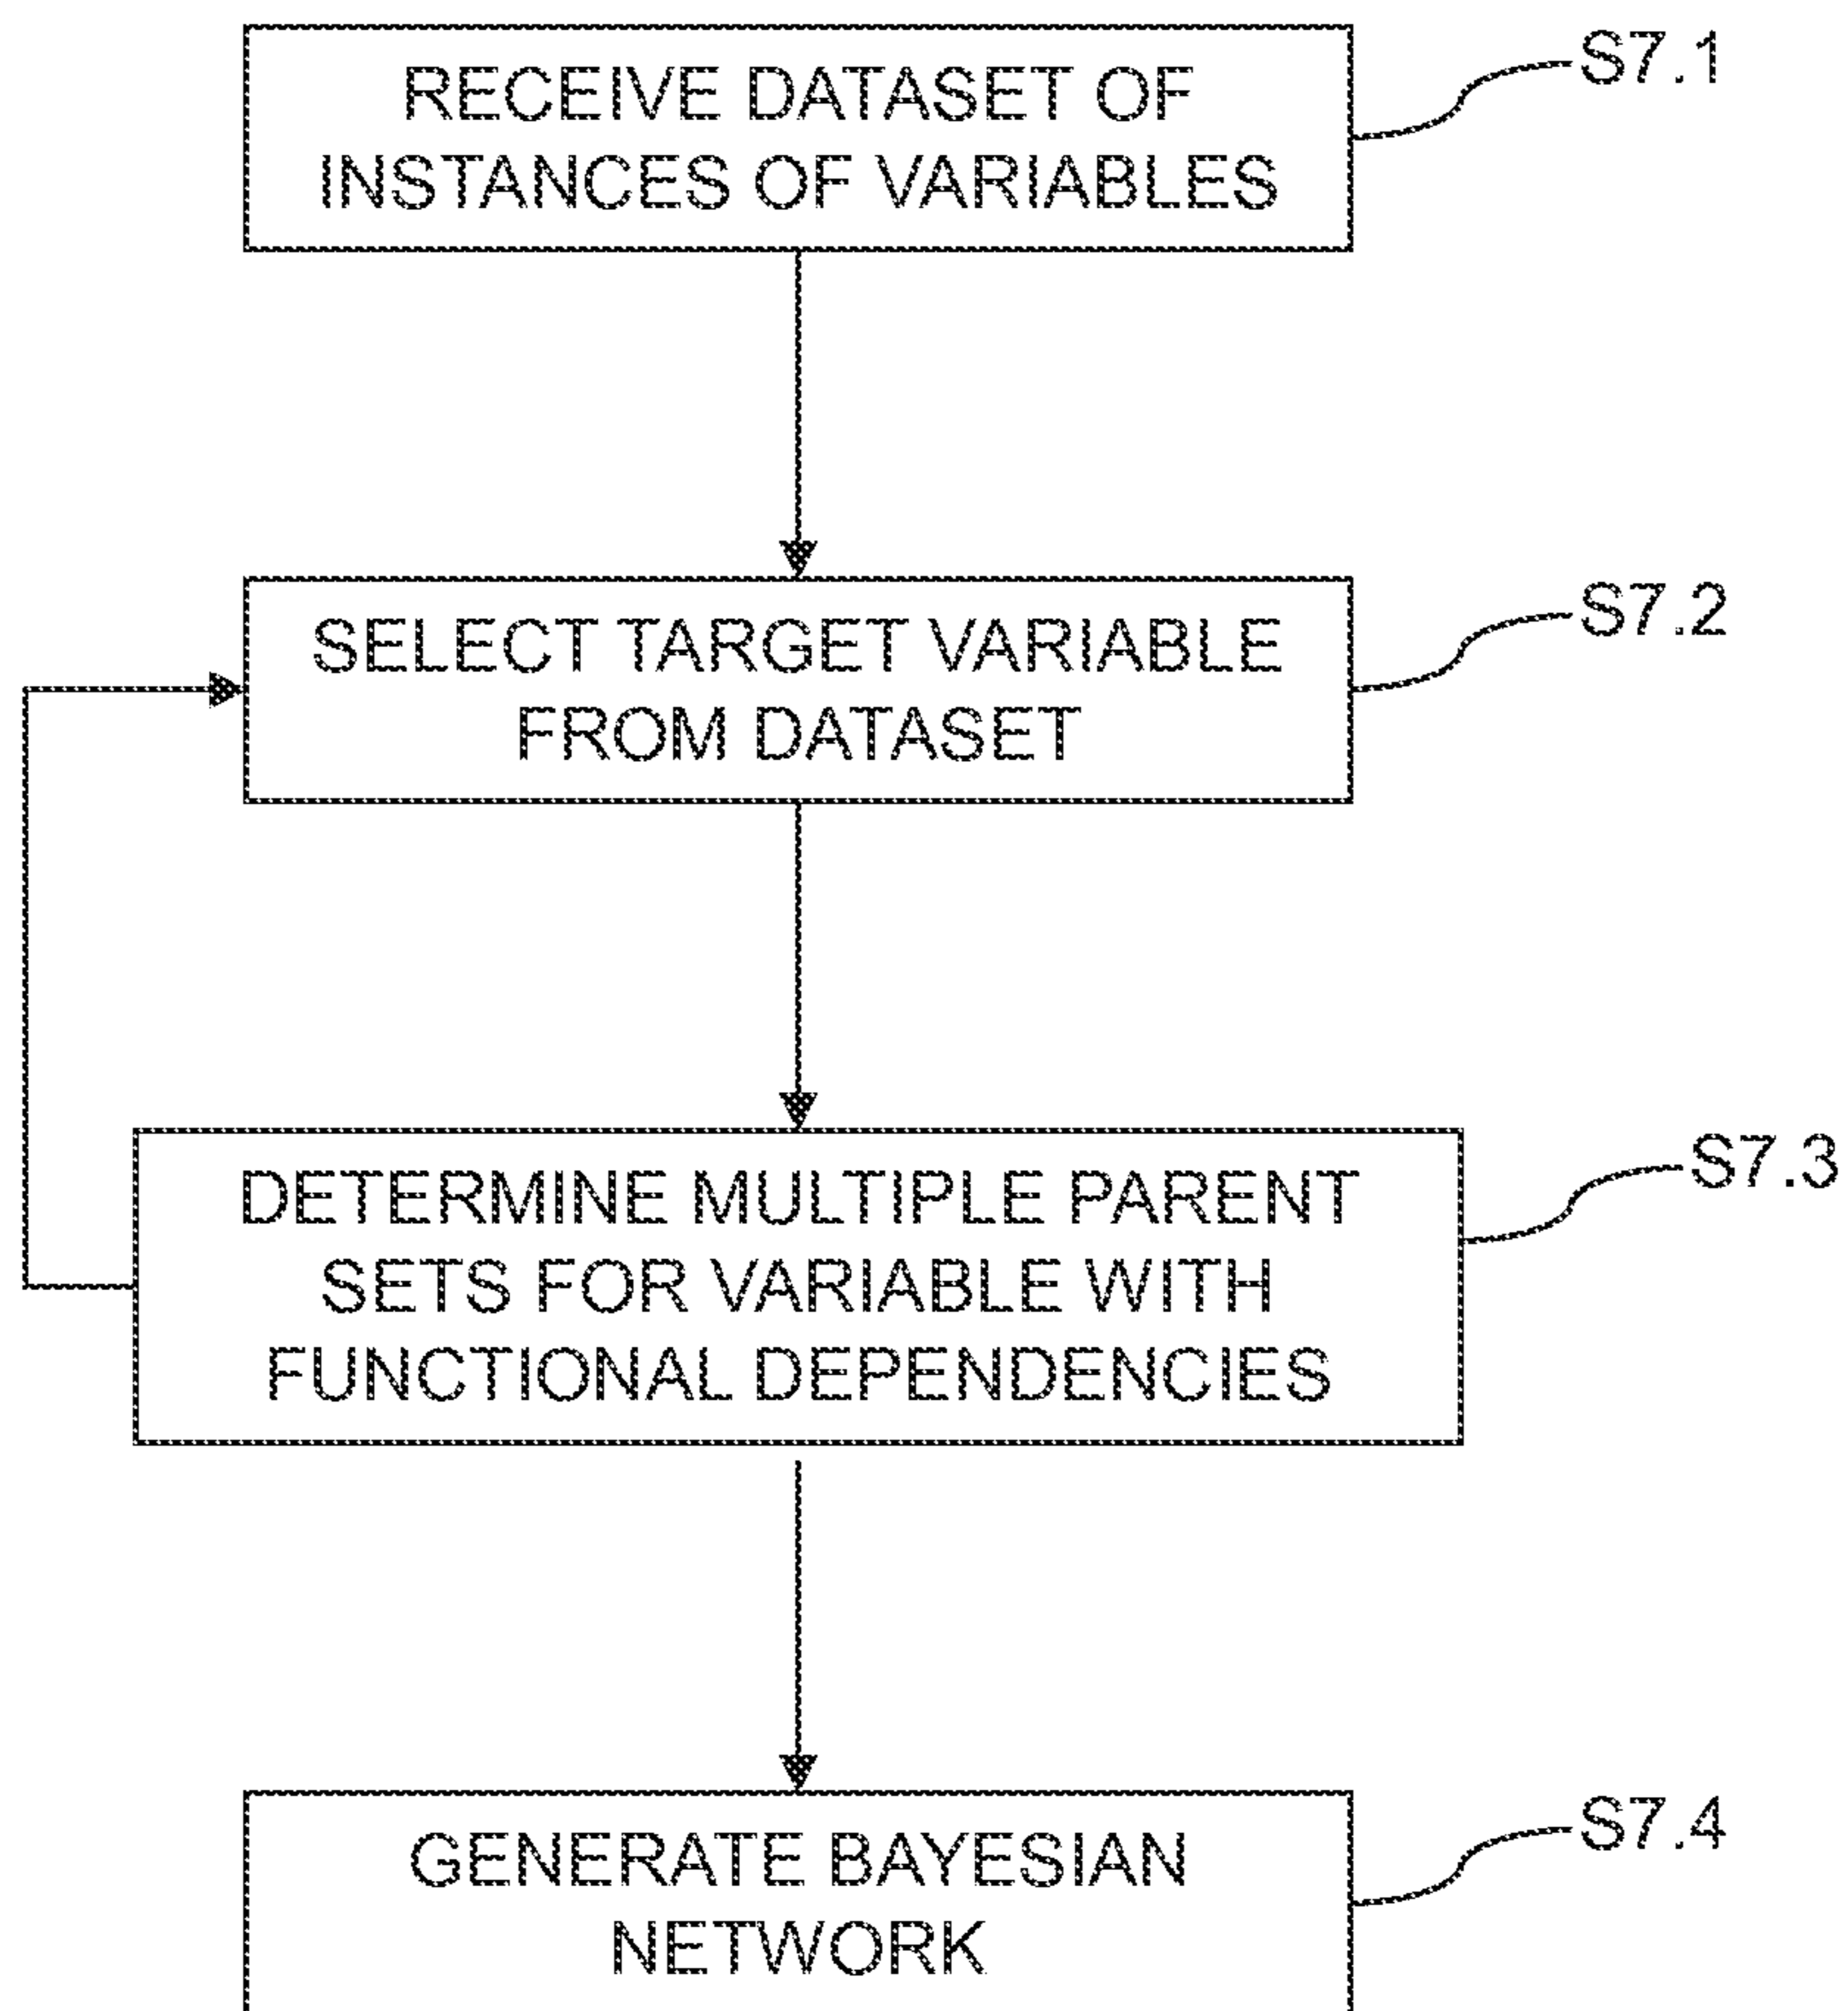 RECEIVE DATASET OF
INSTANCES OF VARIABLES
S7.1
SELECT TARGET VARIABLE
FROM DATASET
S7.2
DETERMINE MULTIPLE PARENT
SETS FOR VARIABLE WITH
FUNCTIONAL DEPENDENCIES
S7.3
GENERATE BAYESIAN
NETWORK
S7.4